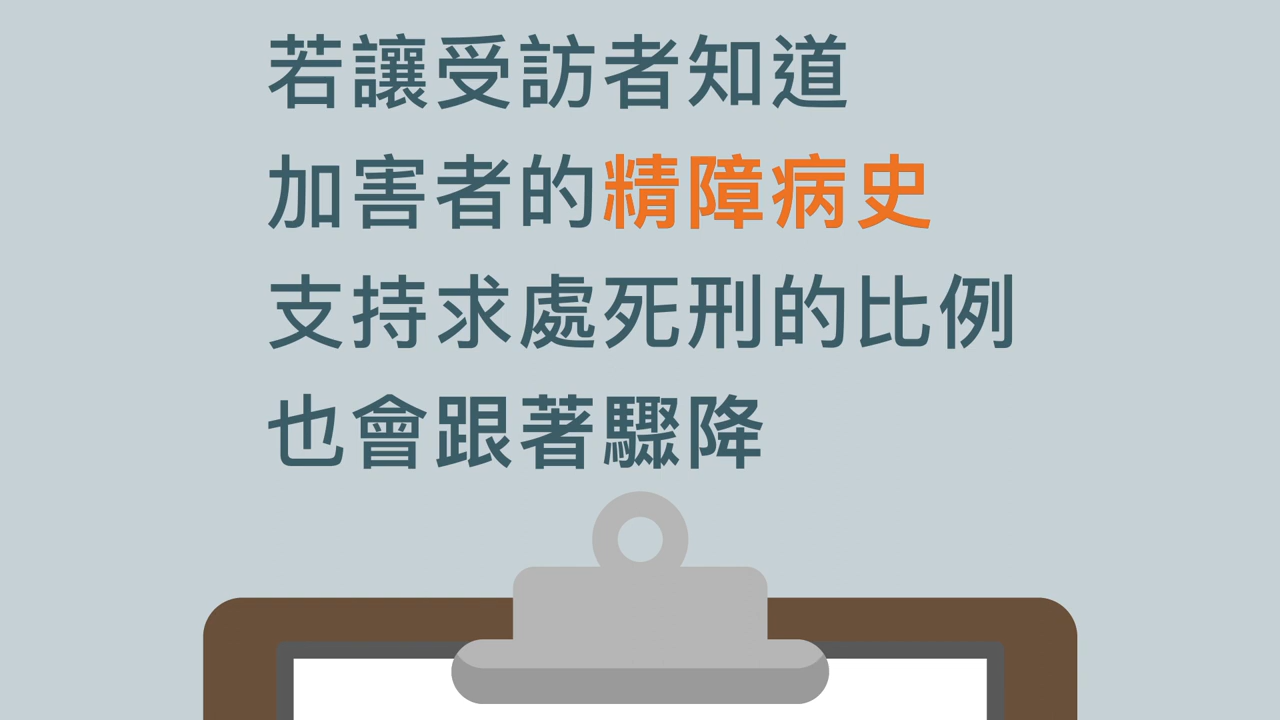 若讓受訪者知道
加害者的精障病史
支持求處死刑的比例
也會跟著驟降